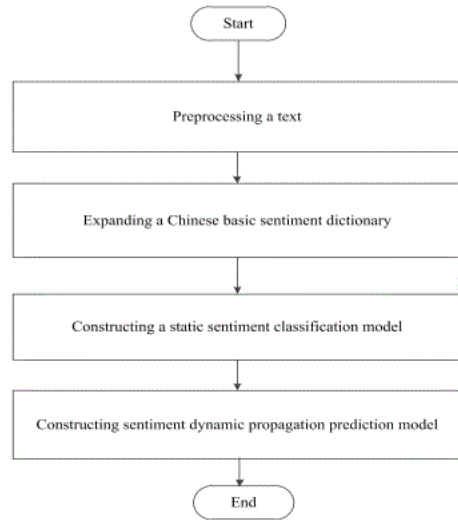 Start
Preprocessing a text
Expanding a Chinese basic sentiment dictionary
Constructing a static sentiment classification model
Constructing sentiment dynamic propagation prediction model
End